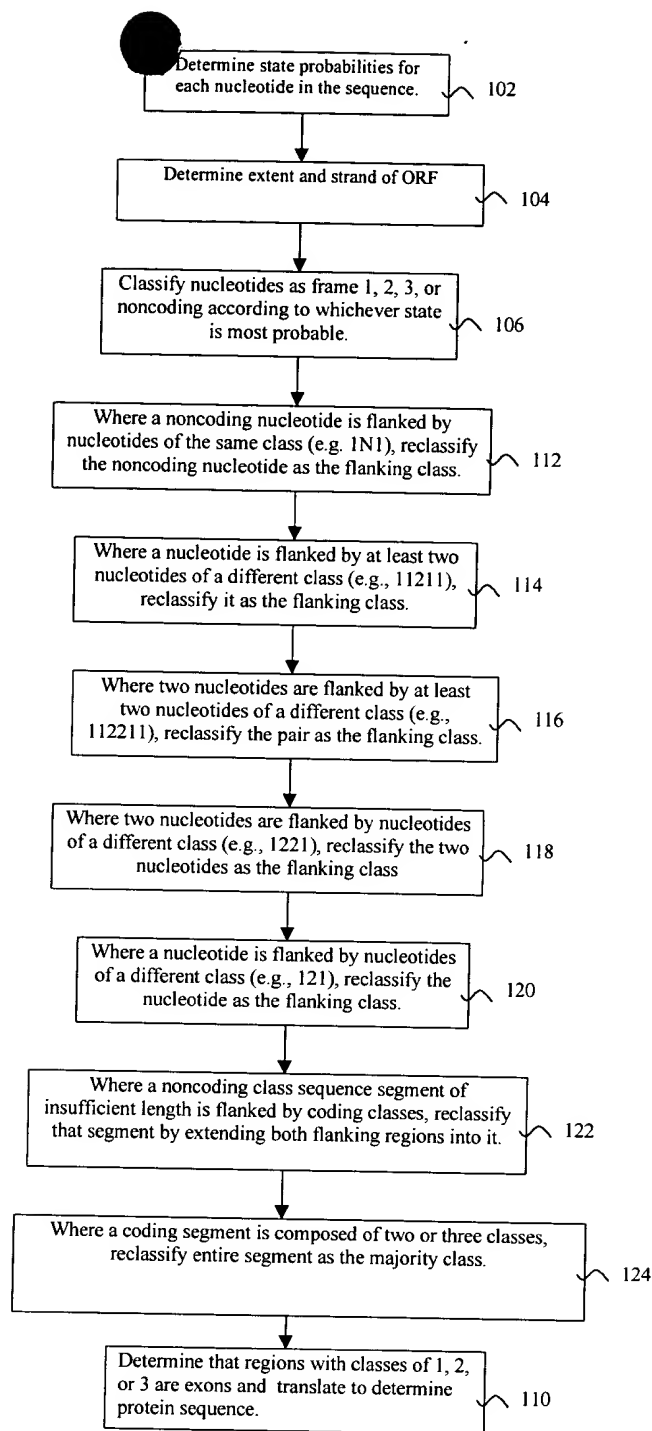 Determine state probabilities for
each nucleotide in the sequence.
102
Determine extent and strand of ORF
104
Classify nucleotides as frame 1, 2, 3, or
noncoding according to whichever state
is most probable.
106
Where a noncoding nucleotide is flanked by
nucleotides of the same class (e.g. 1N1), reclassify
the noncoding nucleotide as the flanking class.
112
Where a nucleotide is flanked by at least two
nucleotides of a different class (e.g., 11211),
reclassify it as the flanking class.
114
Where two nucleotides are flanked by at least
two nucleotides of a different class (e.g.,
112211), reclassify the pair as the flanking class.
116
Where two nucleotides are flanked by nucleotides
of a different class (e.g., 1221), reclassify the two
nucleotides as the flanking class
118
Where a nucleotide is flanked by nucleotides
of a different class (e.g., 121), reclassify the
nucleotide as the flanking class.
120
Where a noncoding class sequence segment of
insufficient length is flanked by coding classes, reclassify
that segment by extending both flanking regions into it.
122
Where a coding segment is composed of two or three classes,
reclassify entire segment as the majority class.
124
Determine that regions with classes of 1, 2,
or 3 are exons and translate to determine
protein sequence.
110